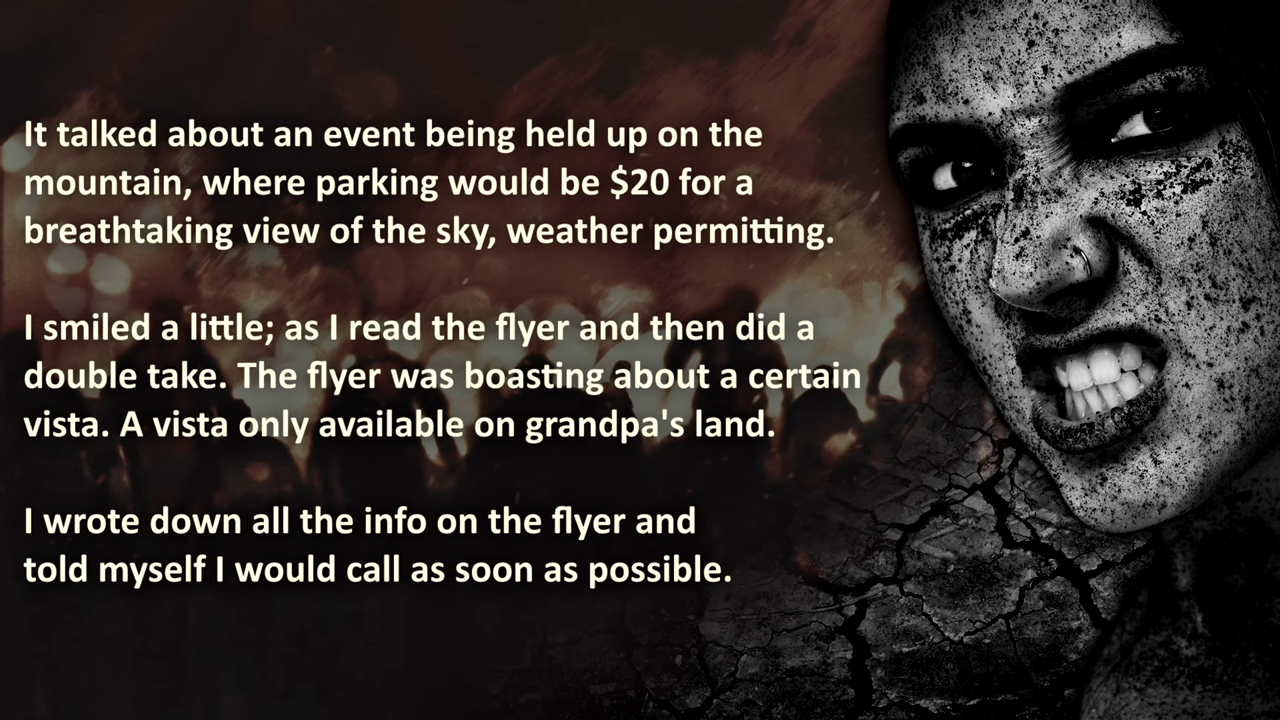 It talked about an event being held up on the
mountain, where parking would be $20 for a
breathtaking view of the sky, weather permitting.
I smiled a little; as I read the flyer and then did a
double take. The flyer was boasting about a certain
vista. A vista only available on grandpa's land.
I wrote down all the info on the flyer and
told myself I would call as soon as possible.